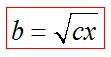 b = √cx